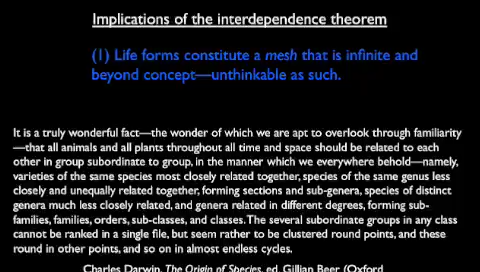 Implications of the interdependence theorem
(1) Life forms constitute a mesh that is infinite and
beyond concept—unthinkable as such.
It is a truly wonderful fact—the wonder of which we are apt to overlook through familiarity
—that all animals and all plants throughout all time and space should be related to each
other in group subordinate to group, in the manner which we everywhere behold—namely,
varieties of the same species most closely related together, species of the same genus less
closely and unequally related together, forming sections and sub-genera, species of distinct
genera much less closely related, and genera related in different degrees, forming sub-
families, families, orders, sub-classes, and classes. The several subordinate groups in any class
cannot be ranked in a single file, but seem rather to be clustered round points, and these
round in other points, and so on in almost endless cycles.
Charles Darwin, The Origin of Species, ed. Gillian Beer (Oxford